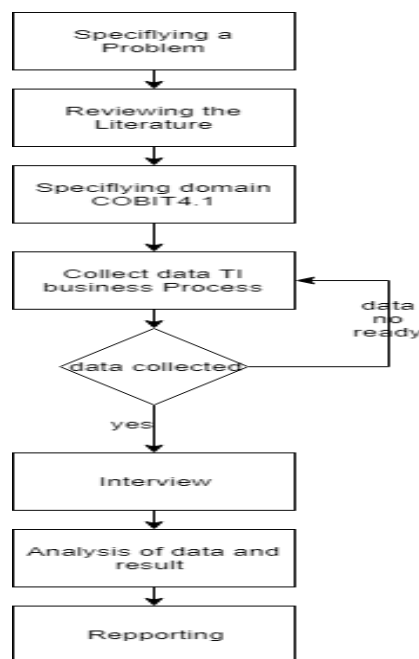 Speciflying a
Problem
Reviewing the
Literature
Speciflying domain
COBIT4.1
Collect data TI
business Process
data
no
ready
data collected
yes
Interview
Analysis of data and
result
Repporting